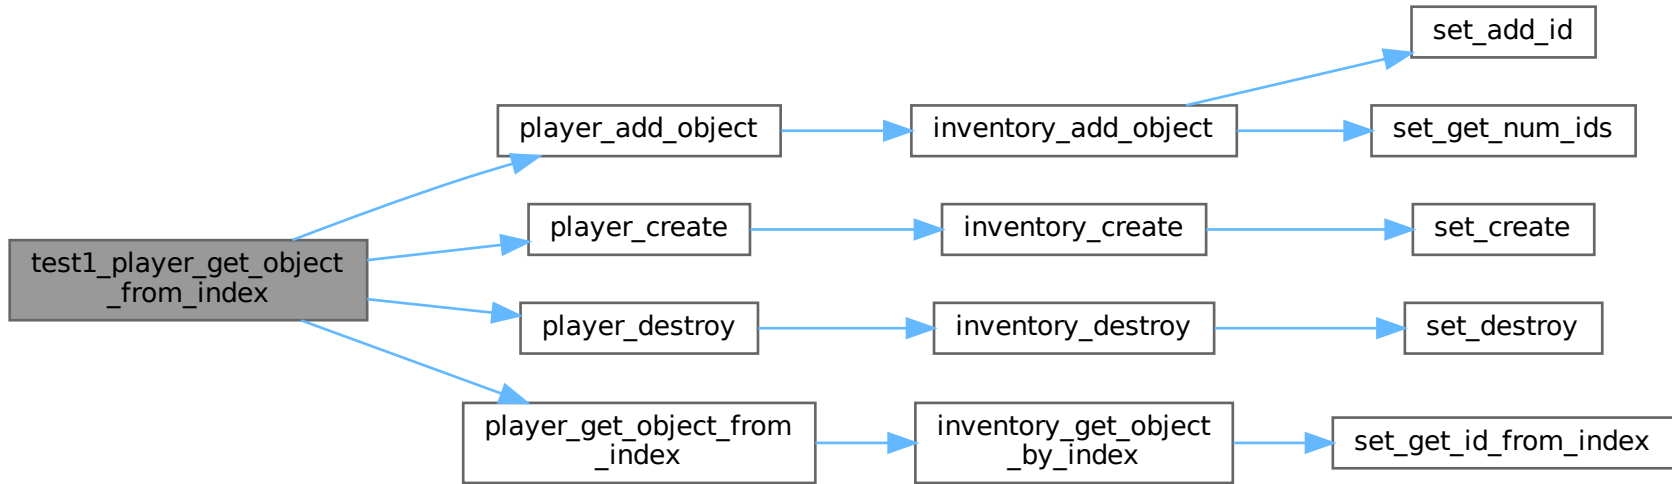 set_add_id
player_add_object
inventory_add_object
set_get_num_ids
player_create
inventory_create
set_create
test1_player_get_object
_from_index
player_destroy
inventory_destroy
set_destroy
player_get_object_from
_index
inventory_get_object
_by_index
set_get_id_from_index